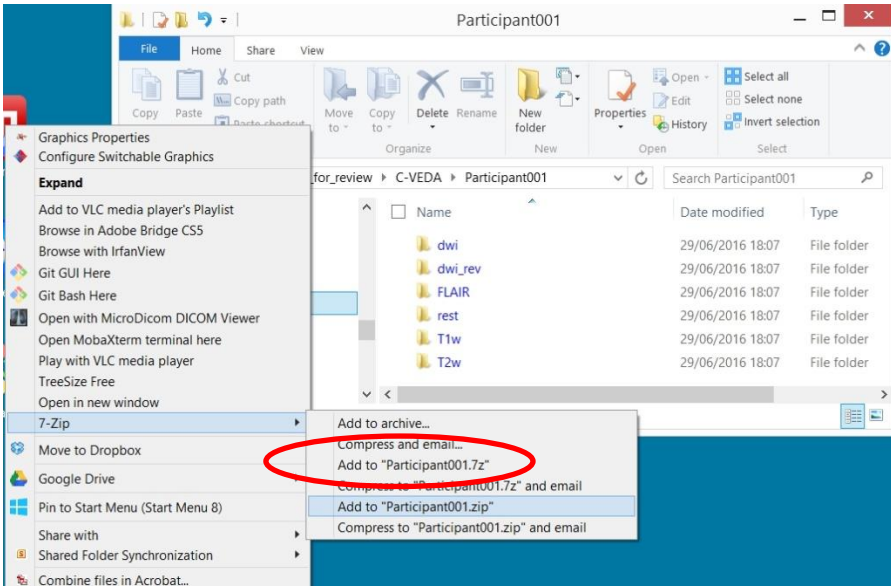 Participant001
File Home Share View
Copy
Paste
Cut
Copy path
Paste shortcut
Move to
Copy to
Delete
Rename
Organize
New folder
New
Properties
Open
Edit
History
Open
Select all
Select none
Invert selection
Select
_for_review C-VEDA Participant001
Search Participant001
Name Date modified Type
dwi 29/06/2016 18:07 File folder
dwi_rev 29/06/2016 18:07 File folder
FLAIR 29/06/2016 18:07 File folder
rest 29/06/2016 18:07 File folder
T1w 29/06/2016 18:07 File folder
T2w 29/06/2016 18:07 File folder
Graphics Properties
Configure Switchable Graphics
Expand
Add to VLC media player's Playlist
Browse in Adobe Bridge CS5
Browse with IrfanView
Git GUI Here
Git Bash Here
Open with MicroDicom DICOM Viewer
Open MobaXterm terminal here
Play with VLC media player
TreeSize Free
Open in new window
7-Zip
Move to Dropbox
Google Drive
Pin to Start Menu (Start Menu 8)
Share with
Shared Folder Synchronization
Combine files in Acrobat...
Add to archive...
Compress and email...
Add to "Participant001.7z"
Compress to "Participant001.7z" and email
Add to "Participant001.zip"
Compress to "Participant001.zip" and email